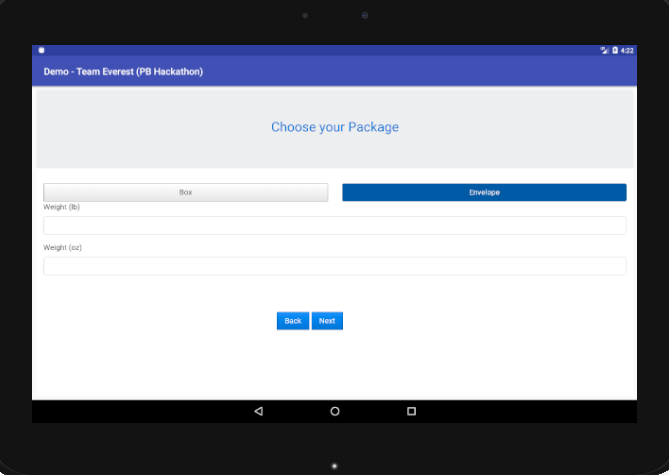 4:22
Demo - Team Everest (PB Hackathon)
Choose your Package
Box
Envelope
Weight (lb)
Weight (oz)
Back
Next